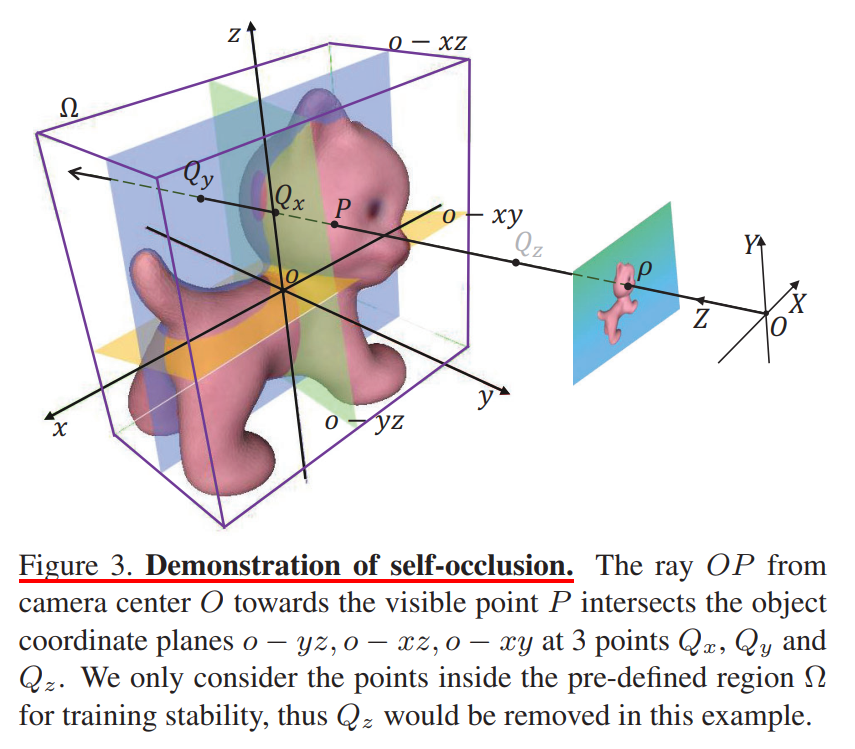 z
o − xz
Ω
Q_y
Q_x
P
o − xy
Q_z
ρ
Y
X
Z
O
o
x
y
o − yz
Figure 3. Demonstration of self-occlusion. The ray OP from
camera center O towards the visible point P intersects the object
coordinate planes o − yz, o − xz, o − xy at 3 points Q_x, Q_y and
Q_z. We only consider the points inside the pre-defined region Ω
for training stability, thus Q_z would be removed in this example.